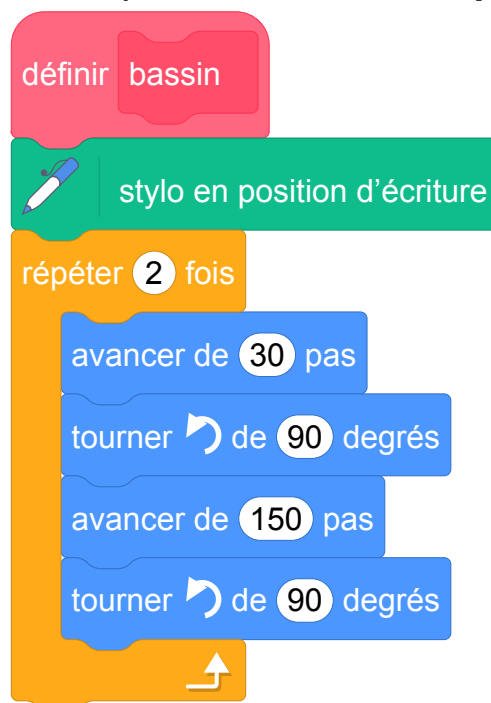 définir bassin
stylo en position d’écriture
répéter 2 fois
avancer de 30 pas
tourner de 90 degrés
avancer de 150 pas
tourner de 90 degrés